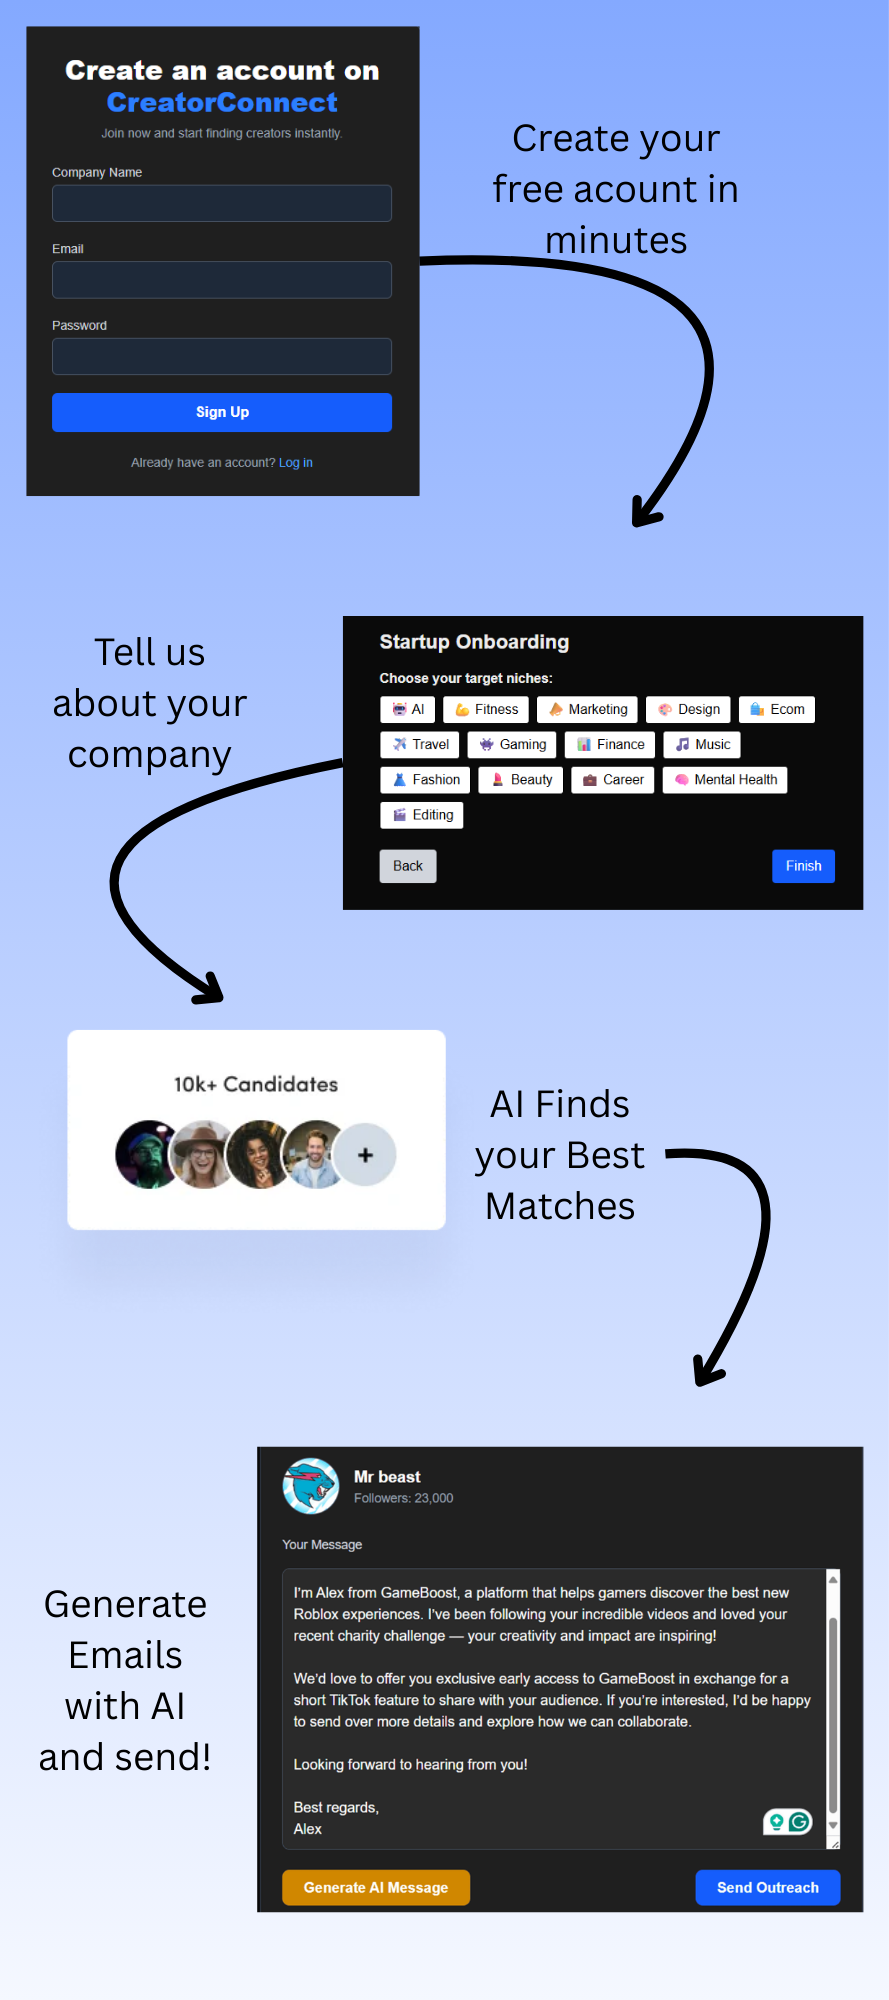 Create an account on
CreatorConnect
Join now and start finding creators instantly.
Company Name
Email
Password
Sign Up
Already have an account? Log in
Create your
free acount in
minutes
Tell us
about your
company
Startup Onboarding
Choose your target niches:
AI Fitness Marketing Design Ecom
Travel Gaming Finance Music
Fashion Beauty Career Mental Health
Editing
Back Finish
10k+ Candidates
+
AI Finds
your Best
Matches
Generate
Emails
with AI
and send!
Mr beast
Followers: 23,000
Your Message
I'm Alex from GameBoost, a platform that helps gamers discover the best new
Roblox experiences. I've been following your incredible videos and loved your
recent charity challenge — your creativity and impact are inspiring!
We'd love to offer you exclusive early access to GameBoost in exchange for a
short TikTok feature to share with your audience. If you're interested, I'd be happy
to send over more details and explore how we can collaborate.
Looking forward to hearing from you!
Best regards,
Alex
Generate AI Message Send Outreach